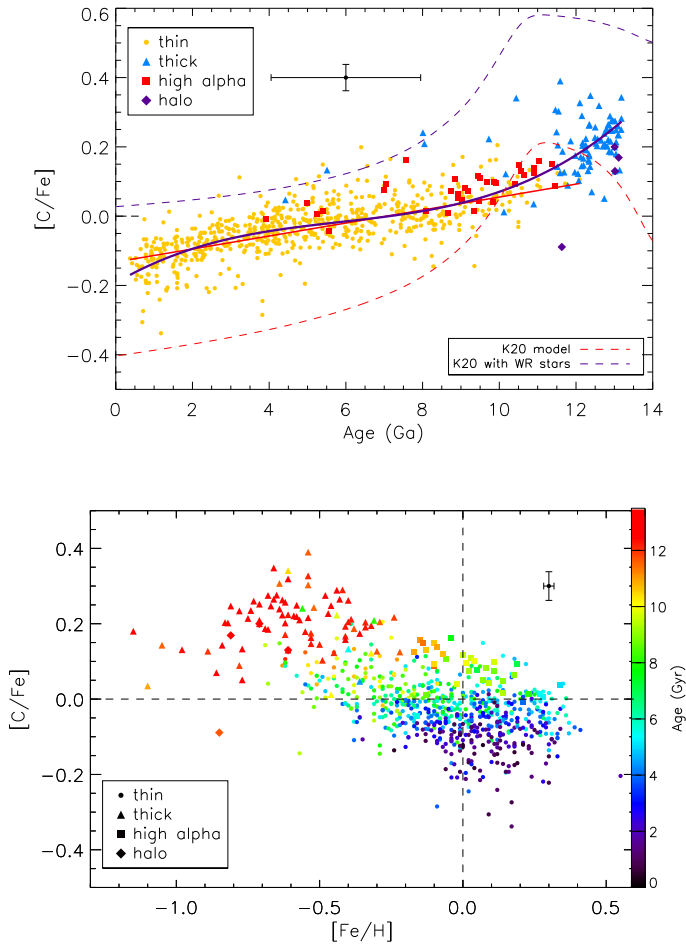 thin
thick
high alpha
halo
0.6
0.4
0.2
0.0
−0.2
−0.4
[C/Fe]
K20 model
K20 with WR stars
0 2 4 6 8 10 12 14
Age (Ga)
0.4
0.2
0.0
−0.2
−0.4
[C/Fe]
thin
thick
high alpha
halo
−1.0 −0.5 0.0 0.5
[Fe/H]
12
10
8
6
4
2
0
Age (Gyr)